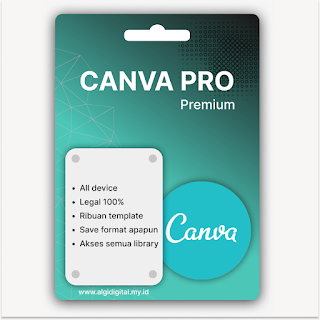 CANVA PRO
Premium
• All device
• Legal 100%
• Ribuan template
• Save format apapun
• Akses semua library
Canva
www.algidigital.my.id